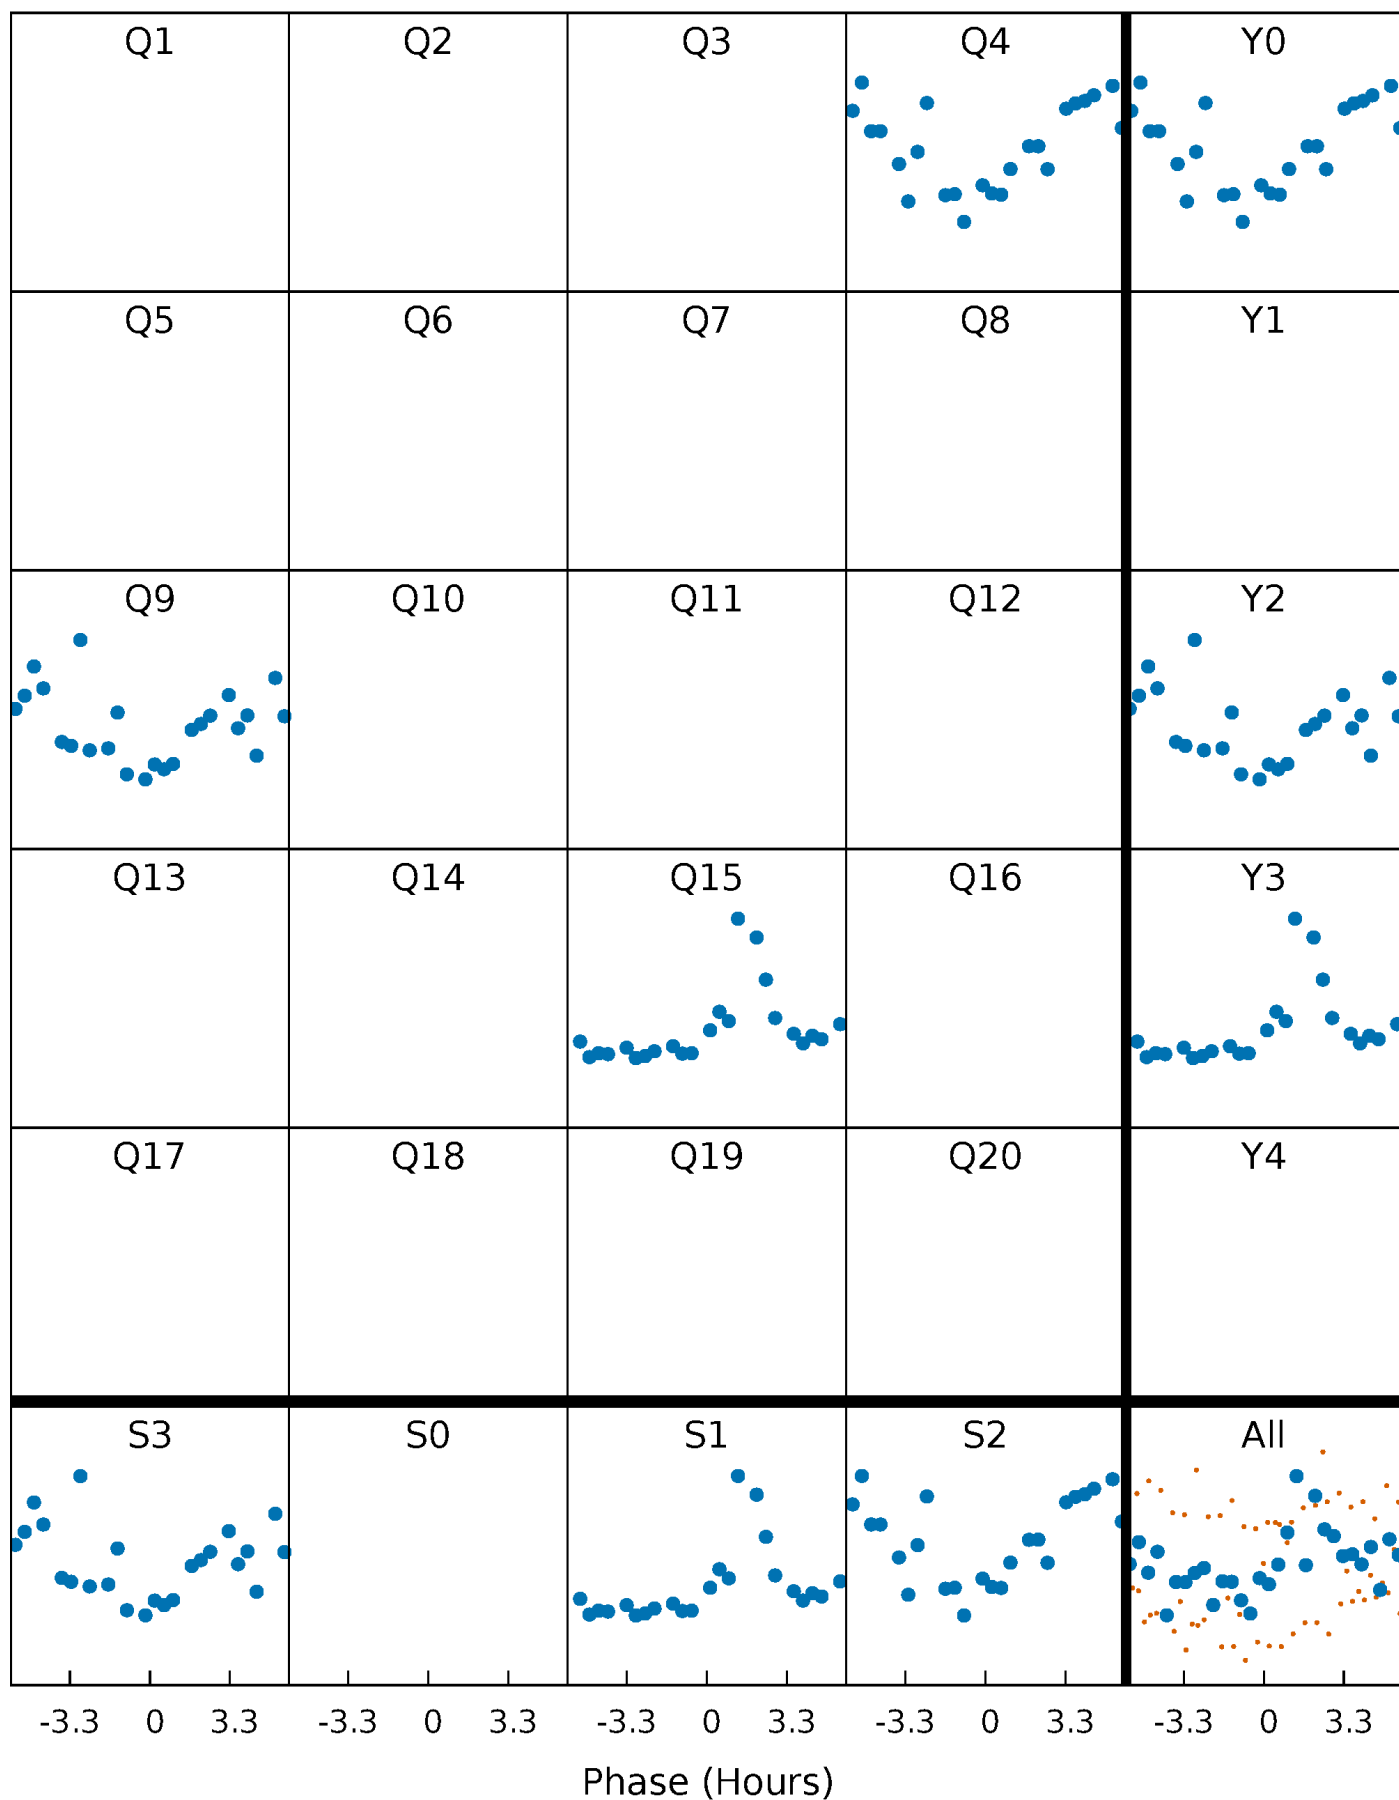 Q1 Q2 Q3 Q4 Y0
Q5 Q6 Q7 Q8 Y1
Q9 Q10 Q11 Q12 Y2
Q13 Q14 Q15 Q16 Y3
Q17 Q18 Q19 Q20 Y4
S3 S0 S1 S2 All
-3.3 0 3.3 -3.3 0 3.3 -3.3 0 3.3 -3.3 0 3.3 -3.3 0 3.3
Phase (Hours)